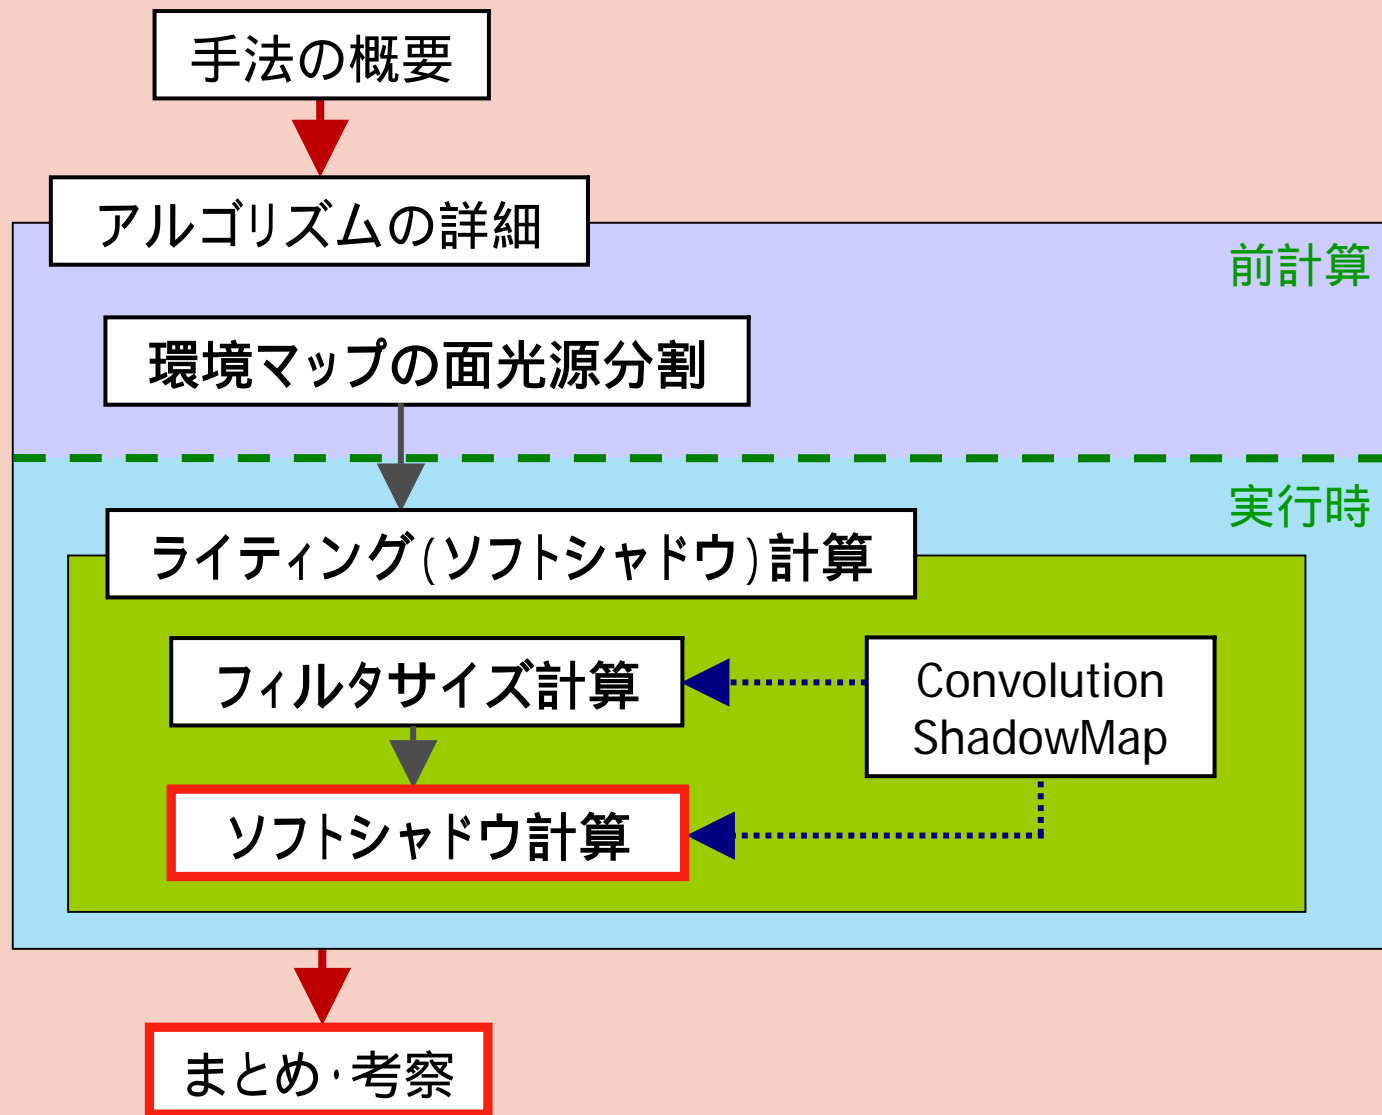 手法の概要
アルゴリズムの詳細
前計算
環境マップの面光源分割
実行時
ライティング(ソフトシャドウ)計算
フィルタサイズ計算
Convolution
ShadowMap
ソフトシャドウ計算
まとめ・考察